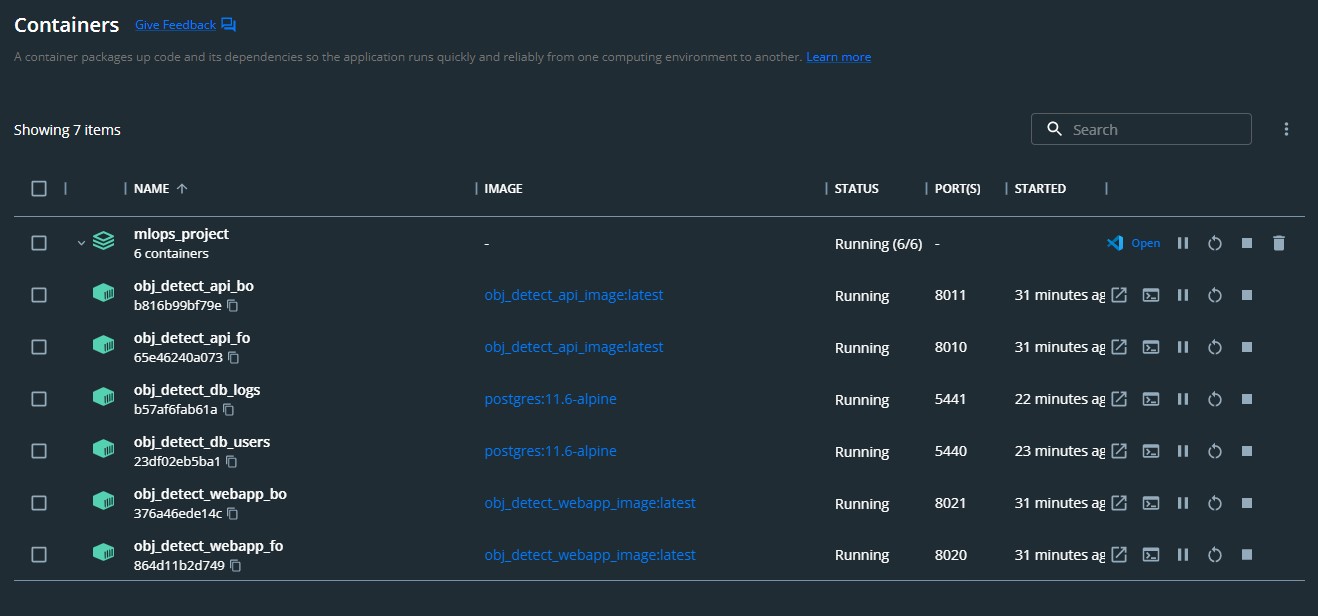 Containers Give Feedback
A container packages up code and its dependencies so the application runs quickly and reliably from one computing environment to another. Learn more
Showing 7 items
Search
NAME IMAGE STATUS PORT(S) STARTED
mlops_project
6 containers
- Running (6/6) - Open
obj_detect_api_bo
b816b99bf79e
obj_detect_api_image:latest Running 8011 31 minutes ag
obj_detect_api_fo
65e46240a073
obj_detect_api_image:latest Running 8010 31 minutes ag
obj_detect_db_logs
b57af6fab61a
postgres:11.6-alpine Running 5441 22 minutes ag
obj_detect_db_users
23df02eb5ba1
postgres:11.6-alpine Running 5440 23 minutes ag
obj_detect_webapp_bo
376a46ede14c
obj_detect_webapp_image:latest Running 8021 31 minutes ag
obj_detect_webapp_fo
864d11b2d749
obj_detect_webapp_image:latest Running 8020 31 minutes ag